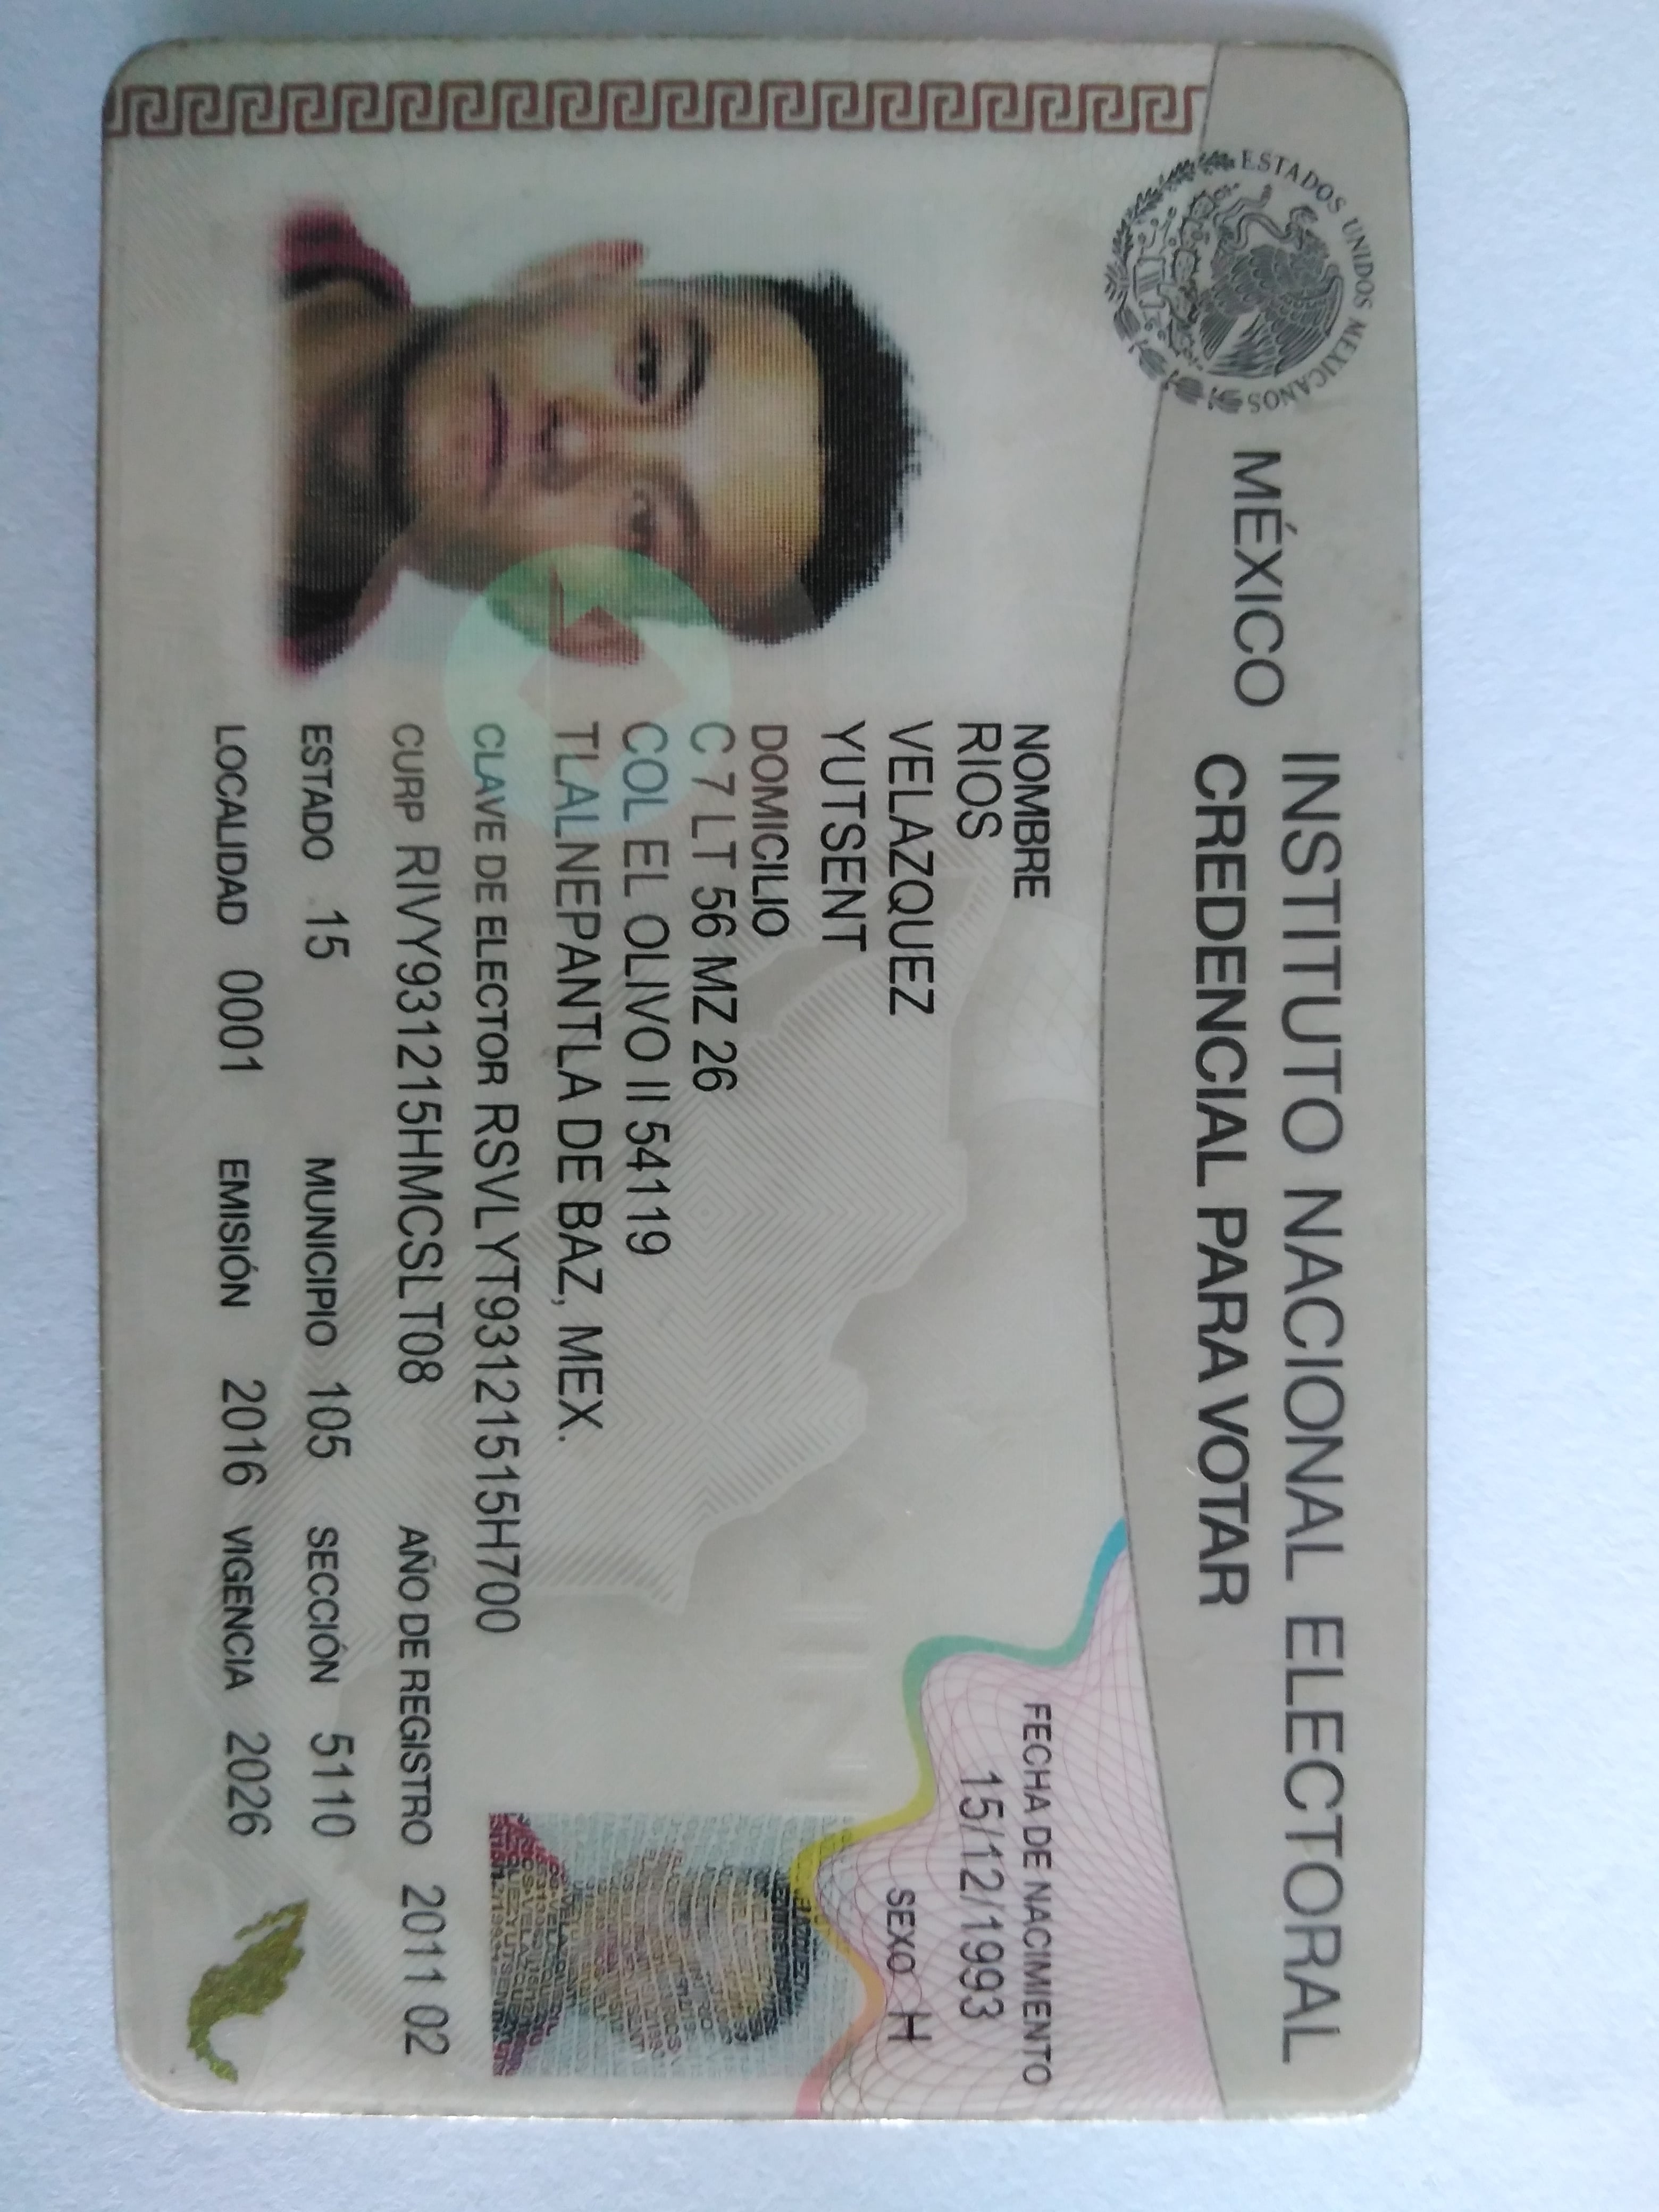 ESTADOS UNIDOS MEXICANOS
MÉXICO INSTITUTO NACIONAL ELECTORAL
CREDENCIAL PARA VOTAR
NOMBRE
RIOS
VELAZQUEZ
YUTSENT
FECHA DE NACIMIENTO
15/12/1993
SEXO H
DOMICILIO
C 7 LT 56 MZ 26
COL EL OLIVO II 54119
TLALNEPANTLA DE BAZ, MEX.
CLAVE DE ELECTOR RSVLYT93121515H700
CURP RIVY931215HMCSLT08 AÑO DE REGISTRO 2011 02
ESTADO 15 MUNICIPIO 105 SECCIÓN 5110
LOCALIDAD 0001 EMISIÓN 2016 VIGENCIA 2026